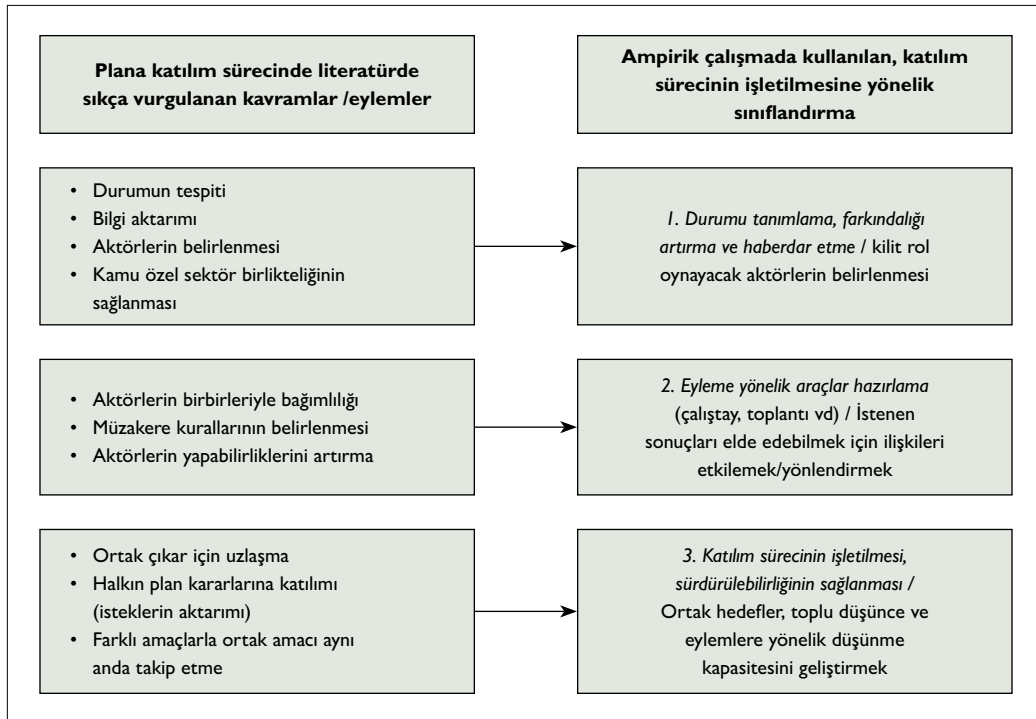 Plana katılım sürecinde literatürde
sıkça vurgulanan kavramlar /eylemler
Ampirik çalışmada kullanılan, katılım
sürecinin işletilmesine yönelik
sınıflandırma
• Durumun tespiti
• Bilgi aktarımı
• Aktörlerin belirlenmesi
• Kamu özel sektör birlikteliğinin
sağlanması
1. Durumu tanımlama, farkındalığı
artırma ve haberdar etme / kilit rol
oynayacak aktörlerin belirlenmesi
• Aktörlerin birbirleriyle bağımlılığı
• Müzakere kurallarının belirlenmesi
• Aktörlerin yapabilirliklerini artırma
2. Eyleme yönelik araçlar hazırlama
(çalıştay, toplantı vd) / İstenen
sonuçları elde edebilmek için ilişkileri
etkilemek/yönlendirmek
• Ortak çıkar için uzlaşma
• Halkın plan kararlarına katılımı
(isteklerin aktarımı)
• Farklı amaçlarla ortak amacı aynı
anda takip etme
3. Katılım sürecinin işletilmesi,
sürdürülebilirliğinin sağlanması /
Ortak hedefler, toplu düşünce ve
eylemlere yönelik düşünme
kapasitesini geliştirmek